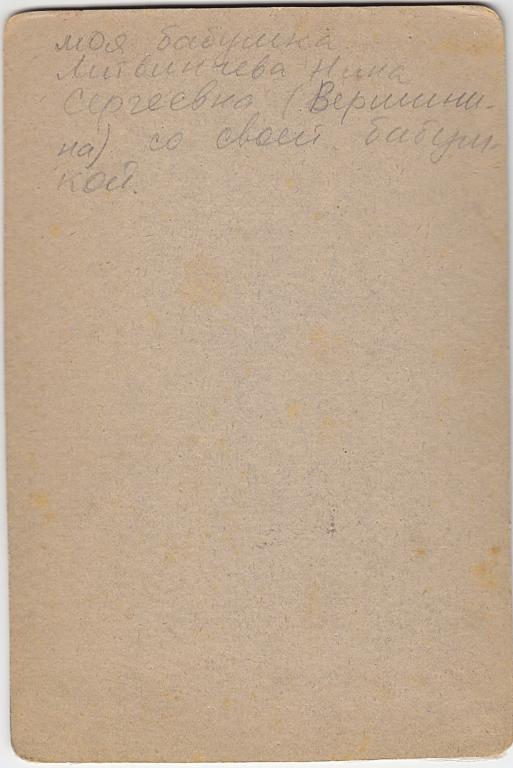 моя бабушка
Литвинчева Нина
Сергеевна (Вершини-
на) со своей бабуш-
кой.